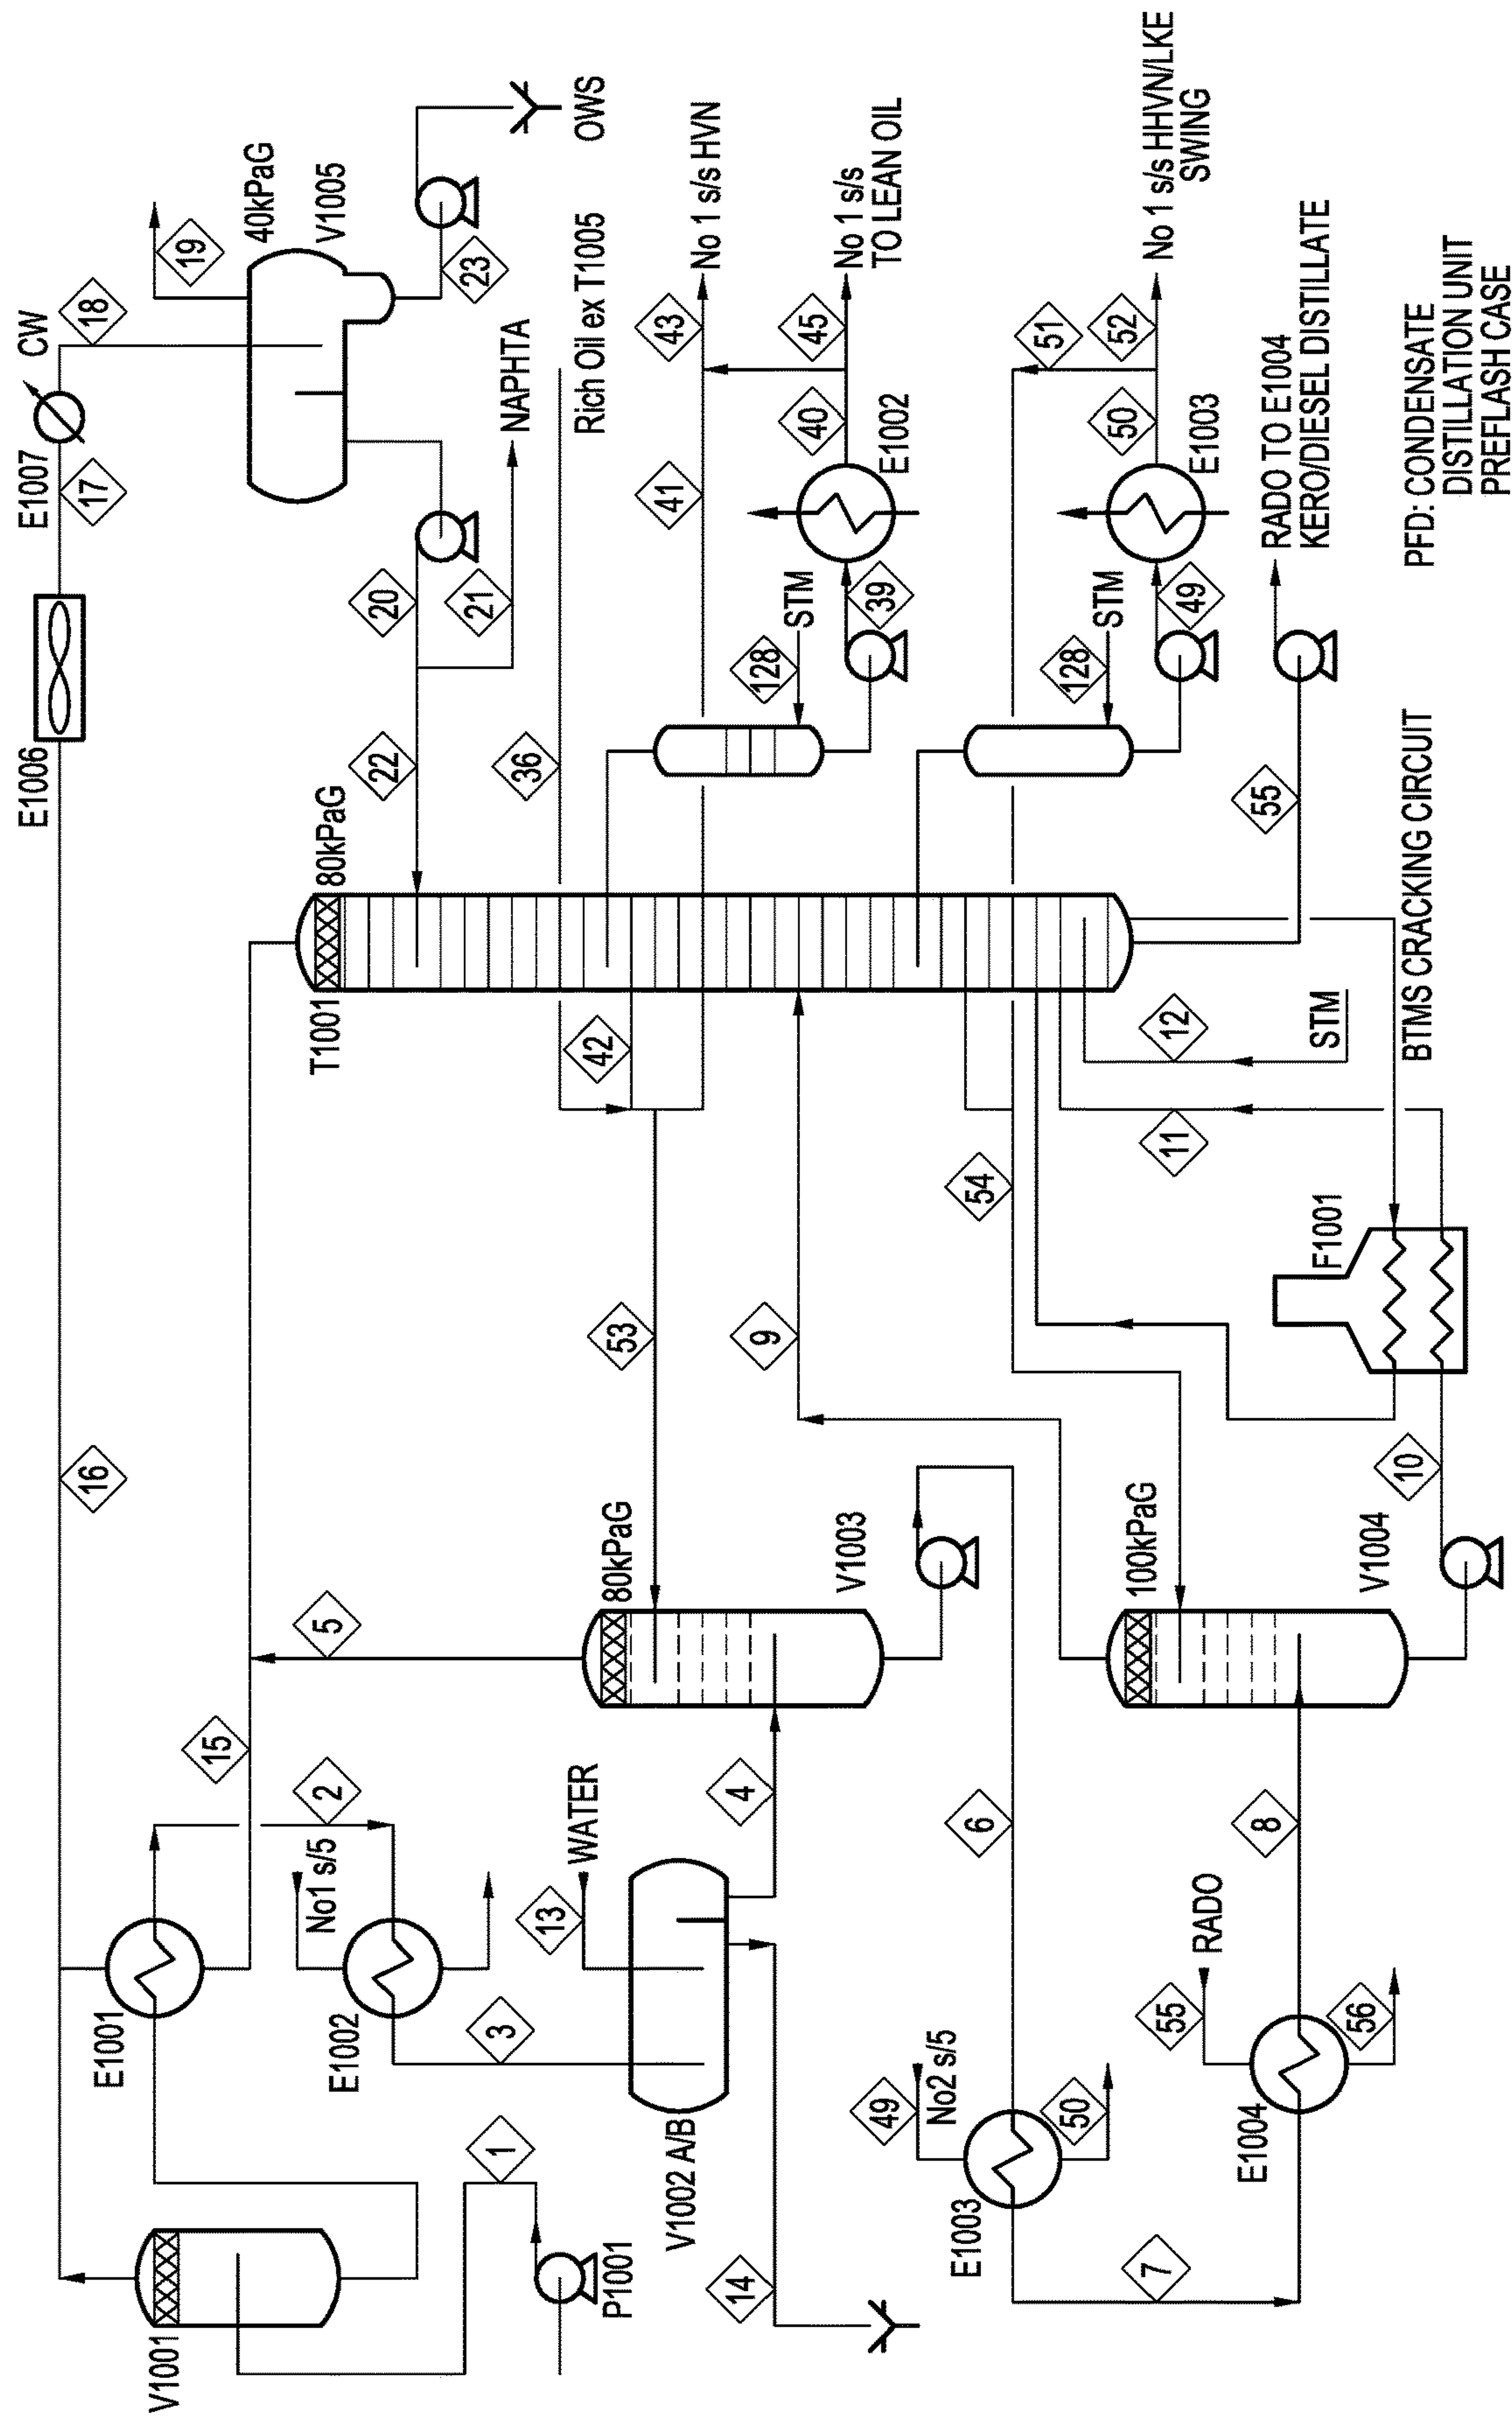 E1006
E1007
CW
16
17
18
19
40kPaG
V1005
23
OWS
V1001
E1001
15
5
T1001
80kPaG
22
20
21
NAPHTA
2
No1 s/5
E1002
3
1
P1001
13
WATER
V1002 A/B
4
14
80kPaG
V1003
53
42
36
Rich Oil ex T1005
41
43
No 1 s/s HVN
128
STM
39
E1002
40
45
No 1 s/s
TO LEAN OIL
9
54
49
No2 s/5
E1003
50
6
7
128
STM
49
E1003
50
51
52
No 1 s/s HHVN/LKE
SWING
55
RADO
E1004
56
8
100kPaG
V1004
10
F1001
11
12
STM
BTMS CRACKING CIRCUIT
55
RADO TO E1004
KERO/DIESEL DISTILLATE
PFD: CONDENSATE
DISTILLATION UNIT
PREFLASH CASE